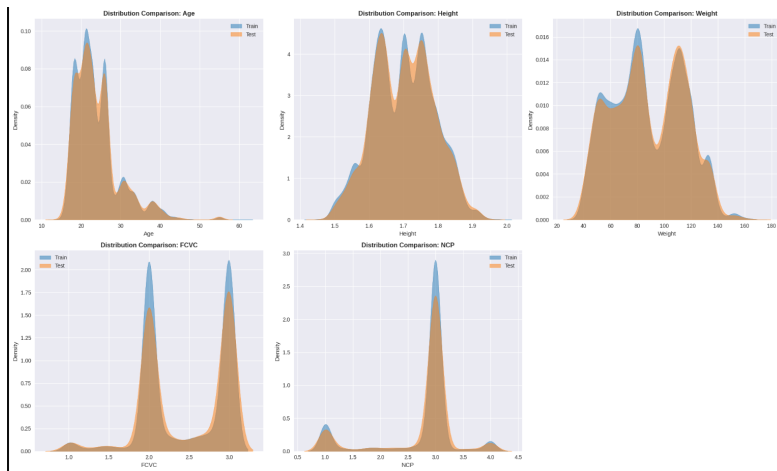 Distribution Comparison: Age
Train
Test
0.10
0.08
0.06
0.04
0.02
0.00
Density
10 20 30 40 50 60
Age
Distribution Comparison: Height
Train
Test
4
3
2
1
0
Density
1.4 1.5 1.6 1.7 1.8 1.9 2.0
Height
Distribution Comparison: Weight
Train
Test
0.016
0.014
0.012
0.010
0.008
0.006
0.004
0.002
0.000
Density
20 40 60 80 100 120 140 160 180
Weight
Distribution Comparison: FCVC
Train
Test
2.00
1.75
1.50
1.25
1.00
0.75
0.50
0.25
0.00
Density
1.0 1.5 2.0 2.5 3.0
FCVC
Distribution Comparison: NCP
Train
Test
3.0
2.5
2.0
1.5
1.0
0.5
0.0
Density
0.5 1.0 1.5 2.0 2.5 3.0 3.5 4.0 4.5
NCP